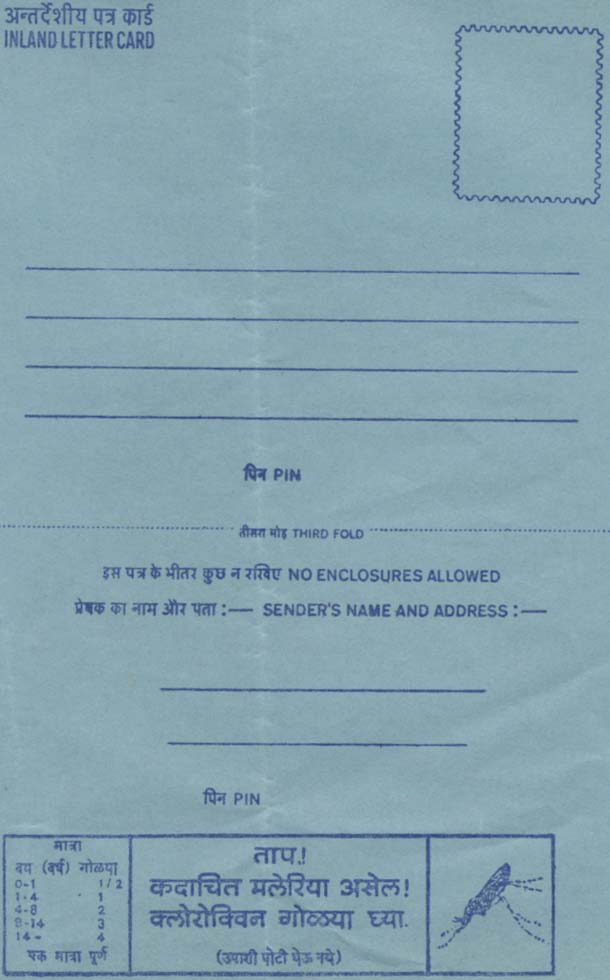 अन्तर्देशीय पत्र कार्ड
INLAND LETTER CARD
पिन PIN
तीसरा मोड़ THIRD FOLD
इस पत्र के भीतर कुछ न रखिए NO ENCLOSURES ALLOWED
प्रेषक का नाम और पता :— SENDER'S NAME AND ADDRESS :—
पिन PIN
मात्रा
वय (वर्ष) गोळया
0-1 1/2
1-4 1
4-8 2
8-14 3
14- 4
एक मात्रा पूर्ण
ताप.!
कदाचित मलेरिया असेल!
क्लोरोक्विन गोळया घ्या.
(उपाशी पोटी घेऊ नये)